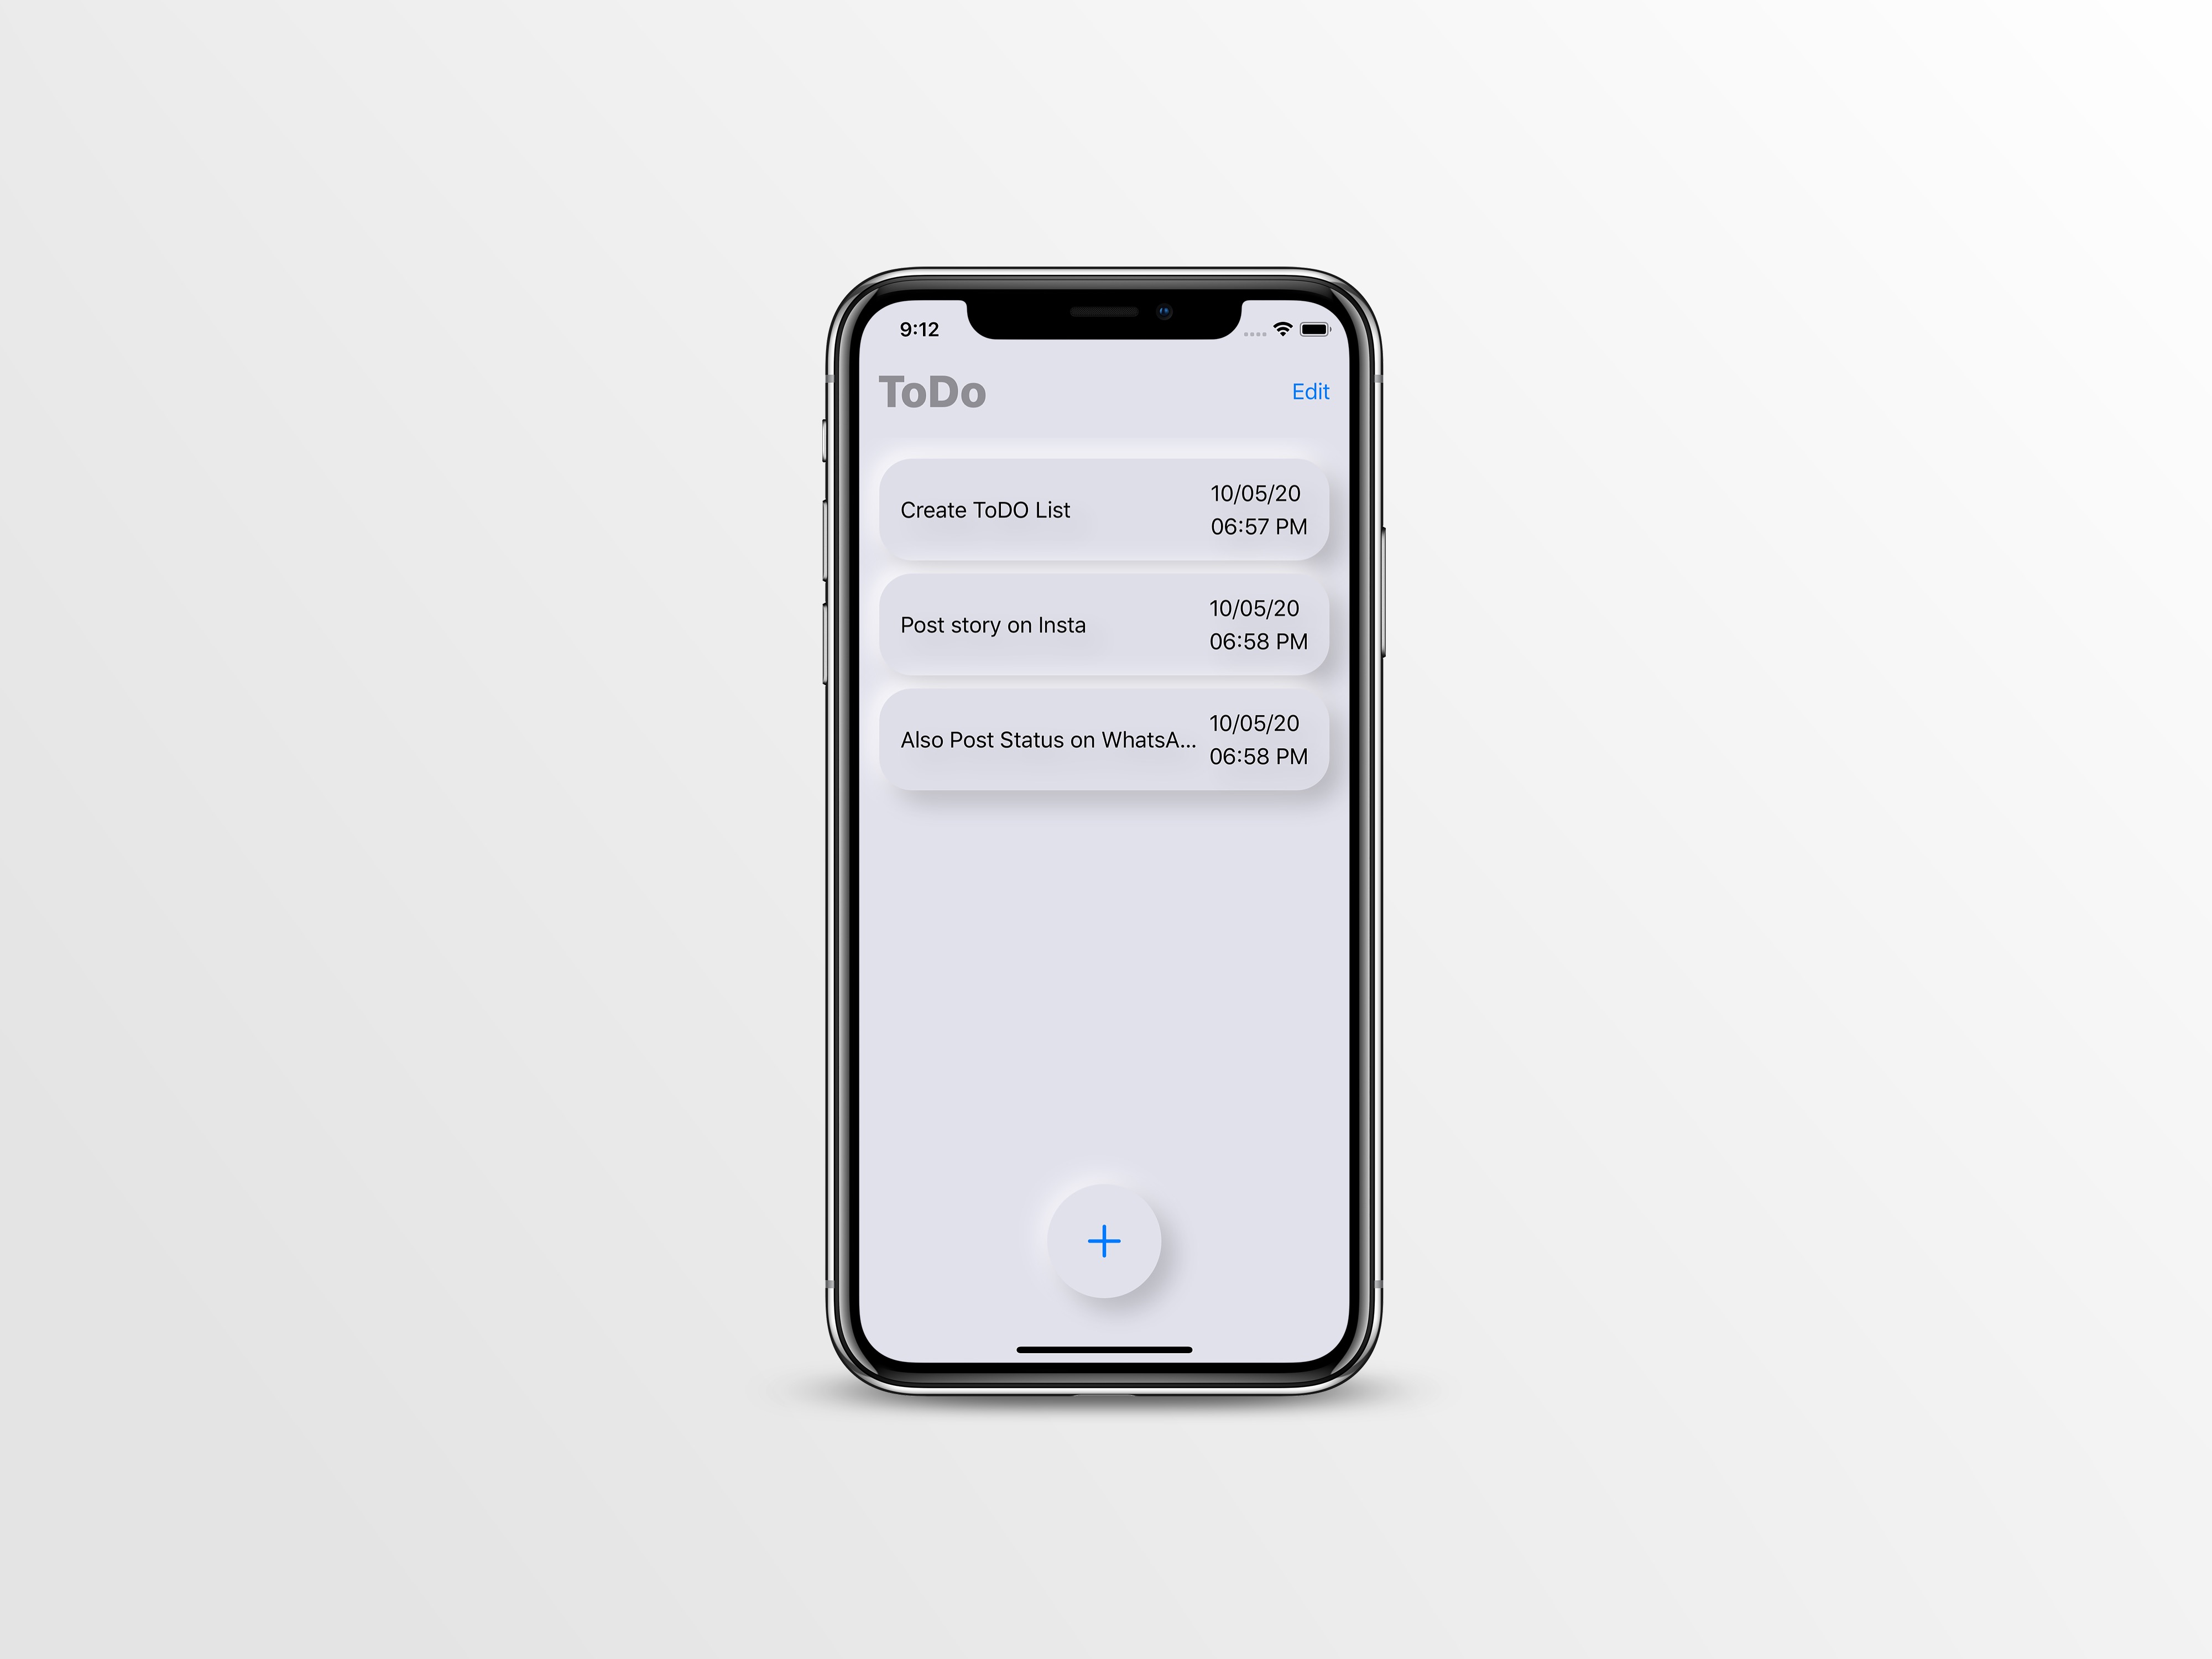 9:12
ToDo
Edit
Create ToDO List
10/05/20
06:57 PM
Post story on Insta
10/05/20
06:58 PM
Also Post Status on WhatsA...
10/05/20
06:58 PM